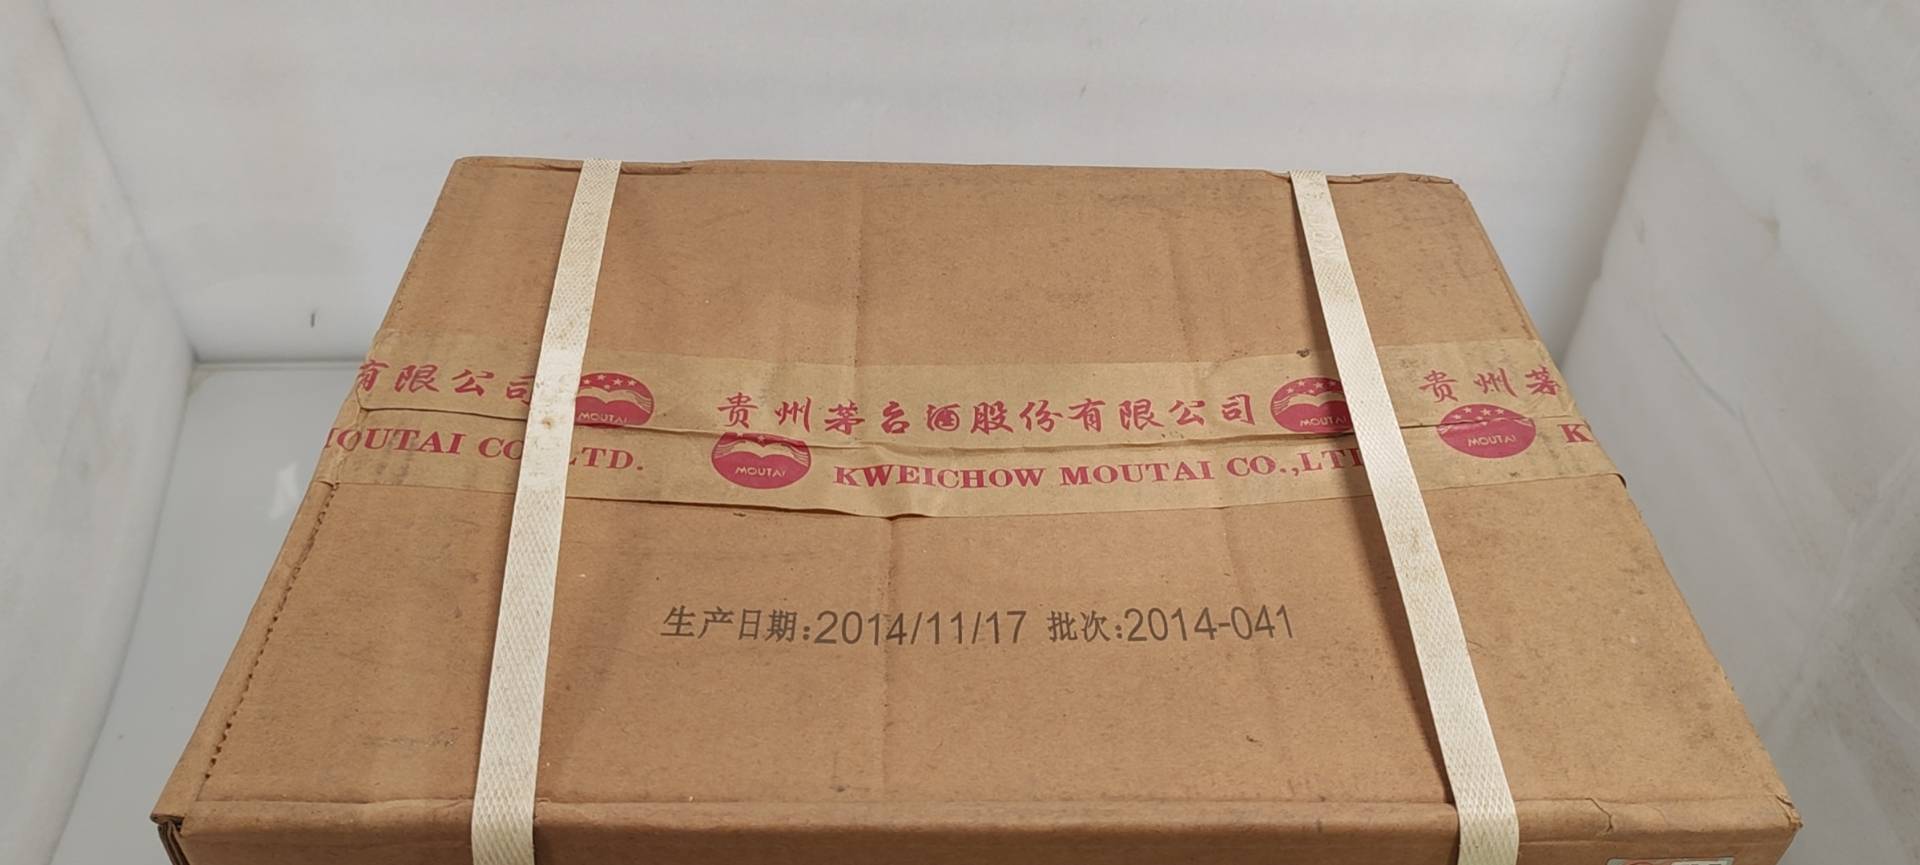 有限公司 MOUTAI 贵州茅台酒股份有限公司 MOUTAI 贵州茅
MOUTAI CO.,LTD. MOUTAI KWEICHOW MOUTAI CO.,LTD MOUTAI K
生产日期:2014/11/17 批次:2014-041